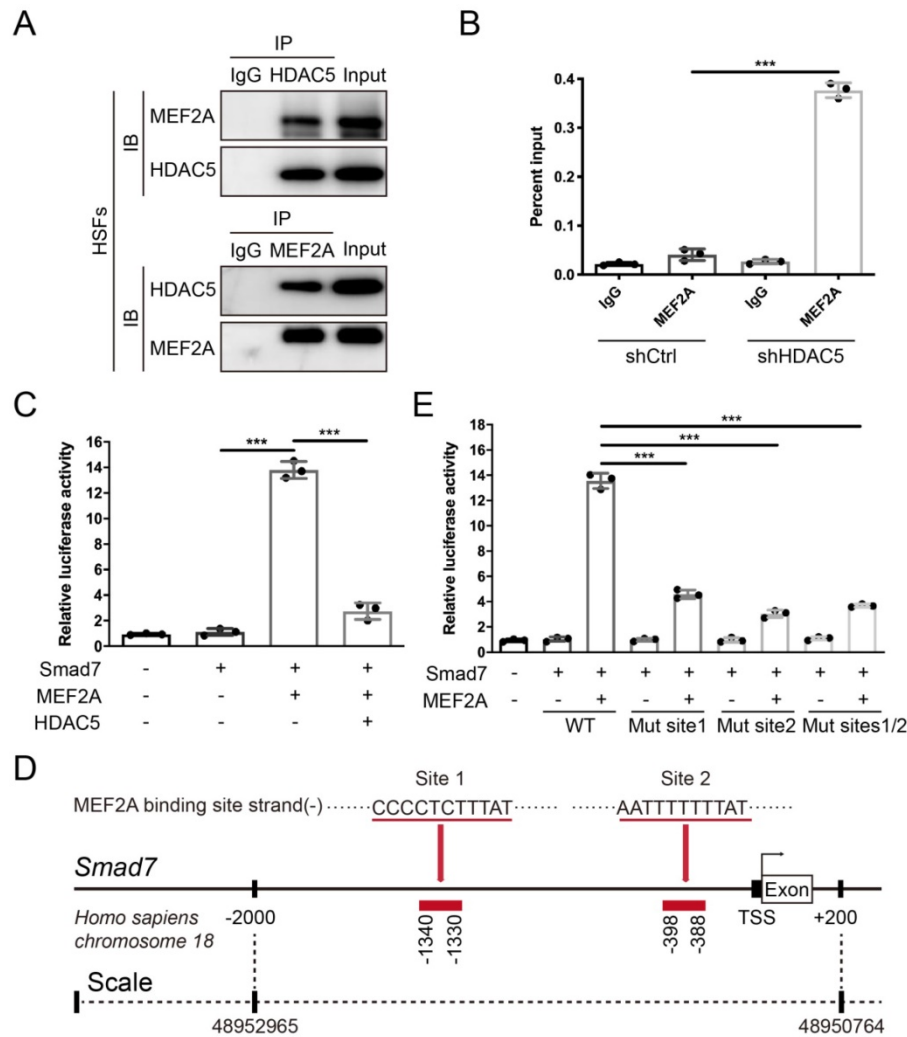 A
IP
IgG HDAC5 Input
HSFs
IB
MEF2A
HDAC5
IP
IgG MEF2A Input
IB
HDAC5
MEF2A
B
***
Percent input
0.4
0.3
0.2
0.1
0.0
IgG
MEF2A
IgG
MEF2A
shCtrl
shHDAC5
C
*** ***
Relative luciferase activity
16
14
12
10
8
6
4
2
0
Smad7 - + + +
MEF2A - - + +
HDAC5 - - - +
E
***
***
***
Relative luciferase activity
18
16
14
12
10
8
6
4
2
0
Smad7 - + + + + + + + +
MEF2A - - + - + - + - +
WT Mut site1 Mut site2 Mut sites1/2
D
Site 1 Site 2
MEF2A binding site strand(-) ······· CCCCTCTTTAT ······· ······· AATTTTTTTAT ·······
Smad7
Exon
Homo sapiens
chromosome 18
-2000
-1340
-1330
-398
-388
TSS
+200
Scale
48952965 48950764